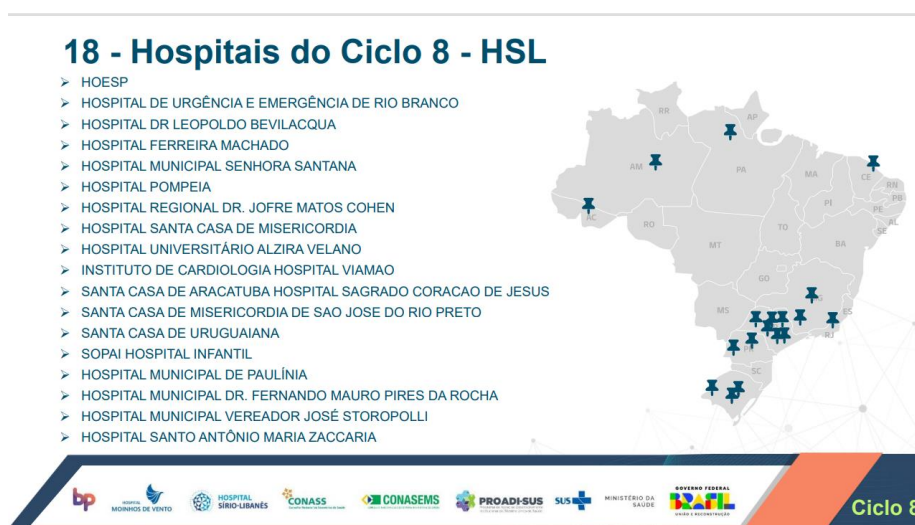 18 - Hospitais do Ciclo 8 - HSL
➢ HOESP
➢ HOSPITAL DE URGÊNCIA E EMERGÊNCIA DE RIO BRANCO
➢ HOSPITAL DR LEOPOLDO BEVILACQUA
➢ HOSPITAL FERREIRA MACHADO
➢ HOSPITAL MUNICIPAL SENHORA SANTANA
➢ HOSPITAL POMPEIA
➢ HOSPITAL REGIONAL DR. JOFRE MATOS COHEN
➢ HOSPITAL SANTA CASA DE MISERICORDIA
➢ HOSPITAL UNIVERSITÁRIO ALZIRA VELANO
➢ INSTITUTO DE CARDIOLOGIA HOSPITAL VIAMAO
➢ SANTA CASA DE ARACATUBA HOSPITAL SAGRADO CORACAO DE JESUS
➢ SANTA CASA DE MISERICORDIA DE SAO JOSE DO RIO PRETO
➢ SANTA CASA DE URUGUAIANA
➢ SOPAI HOSPITAL INFANTIL
➢ HOSPITAL MUNICIPAL DE PAULÍNIA
➢ HOSPITAL MUNICIPAL DR. FERNANDO MAURO PIRES DA ROCHA
➢ HOSPITAL MUNICIPAL VEREADOR JOSÉ STOROPOLLI
➢ HOSPITAL SANTO ANTÔNIO MARIA ZACCARIA
RR
AP
AM
PA
MA
CE
RN
PB
PI
PE
AL
SE
AC
RO
TO
BA
MT
GO
MS
ES
RJ
PR
SC
bp
HOSPITAL
MOINHOS DE VENTO
HOSPITAL
SÍRIO-LIBANÊS
CONASS
CONASEMS
PROADI-SUS
SUS
MINISTÉRIO DA
SAÚDE
GOVERNO FEDERAL
BRASIL
UNIÃO E RECONSTRUÇÃO
Ciclo 8